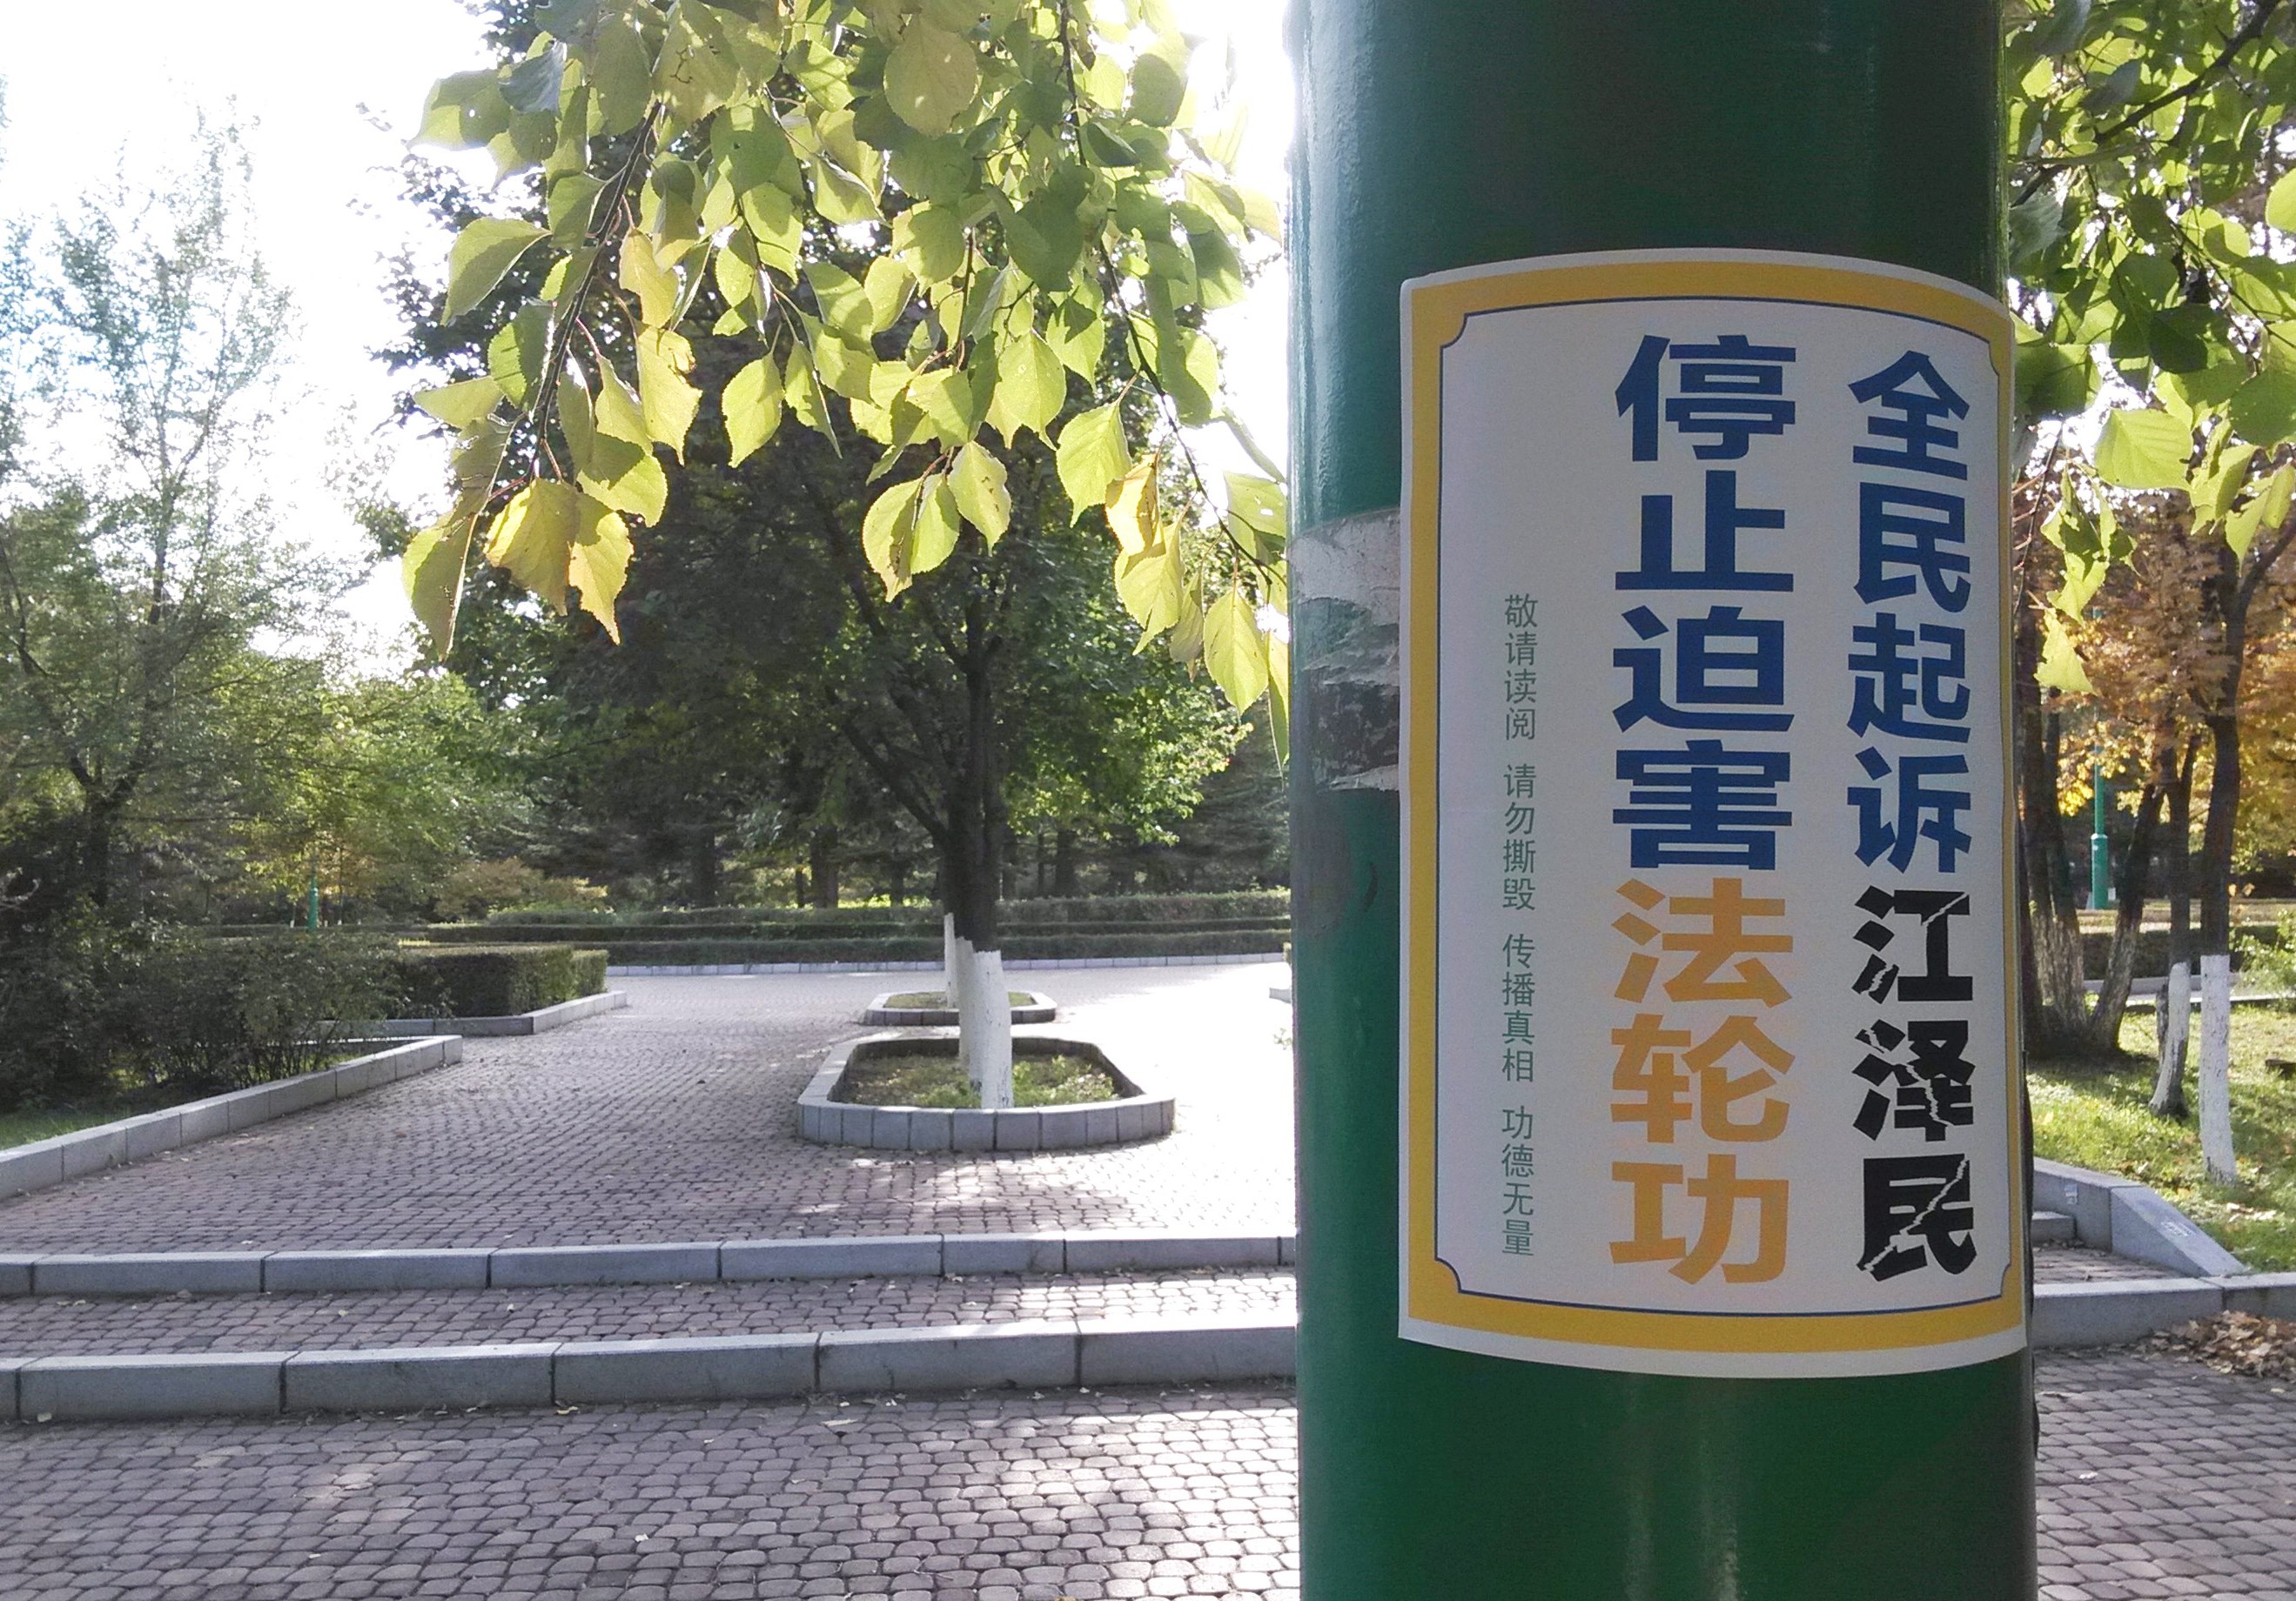 全民起诉江泽民
停止迫害法轮功
敬请读阅 请勿撕毁 传播真相 功德无量